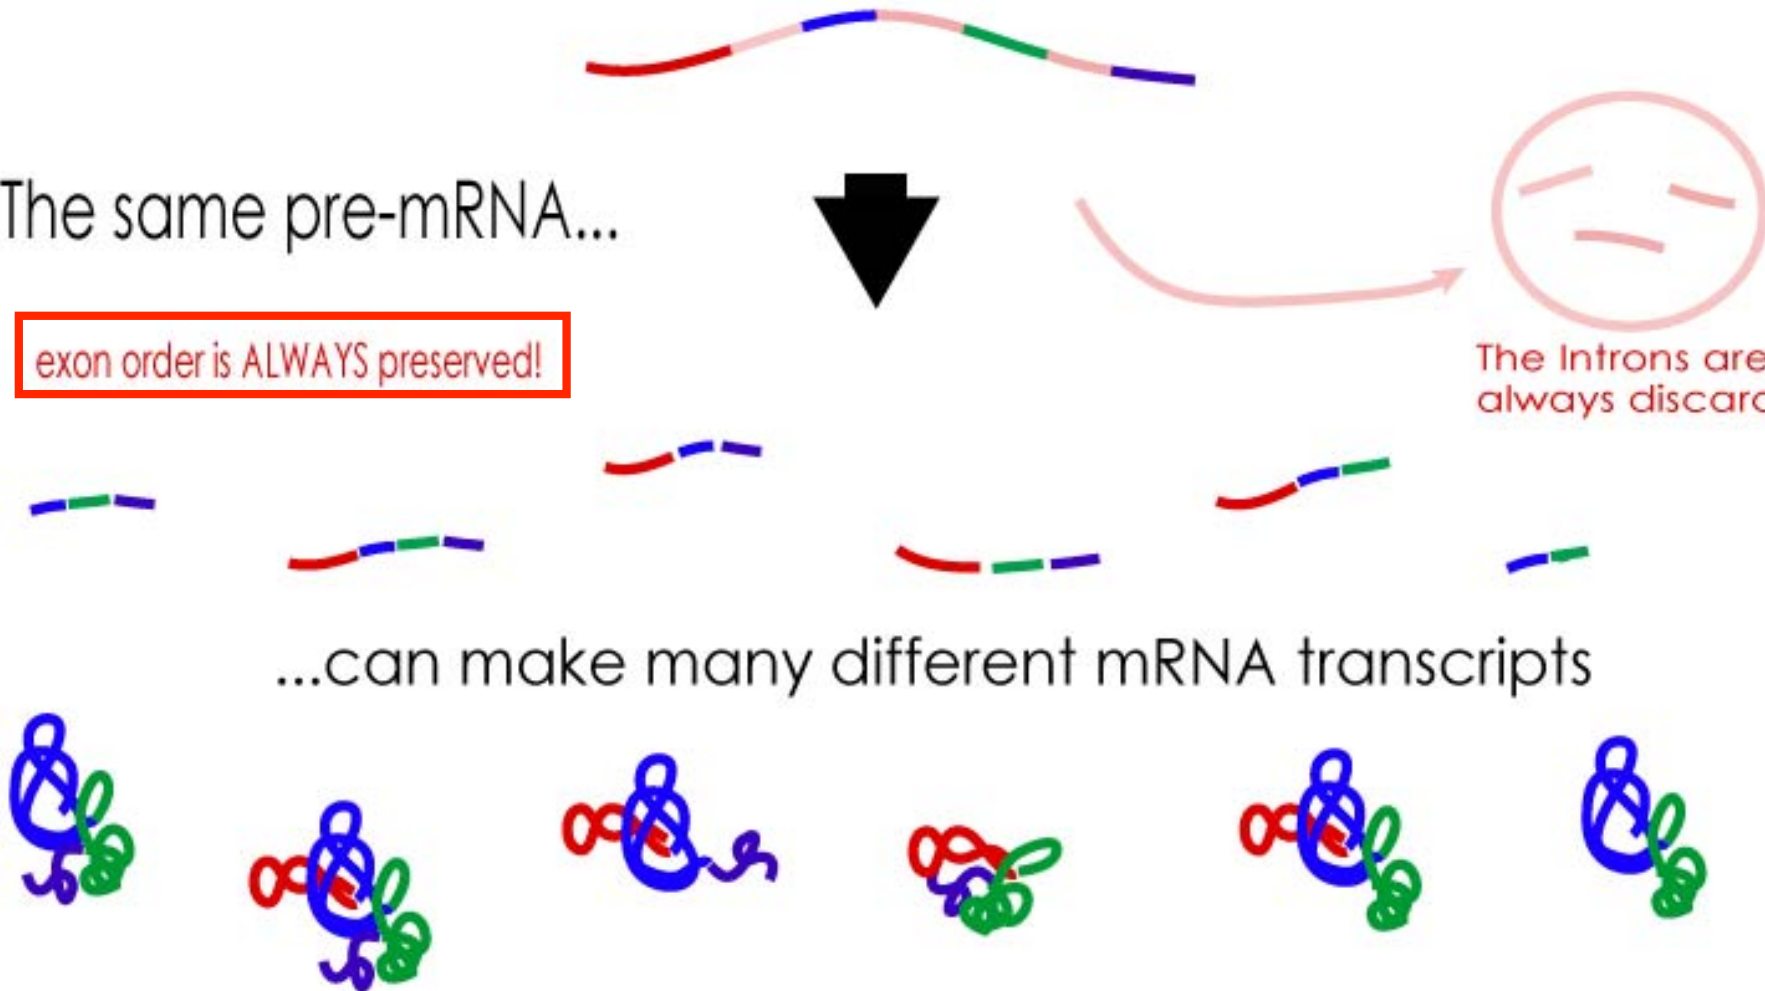 The same pre-mRNA...
exon order is ALWAYS preserved!
The Introns are
always
...can make many different mRNA transcripts